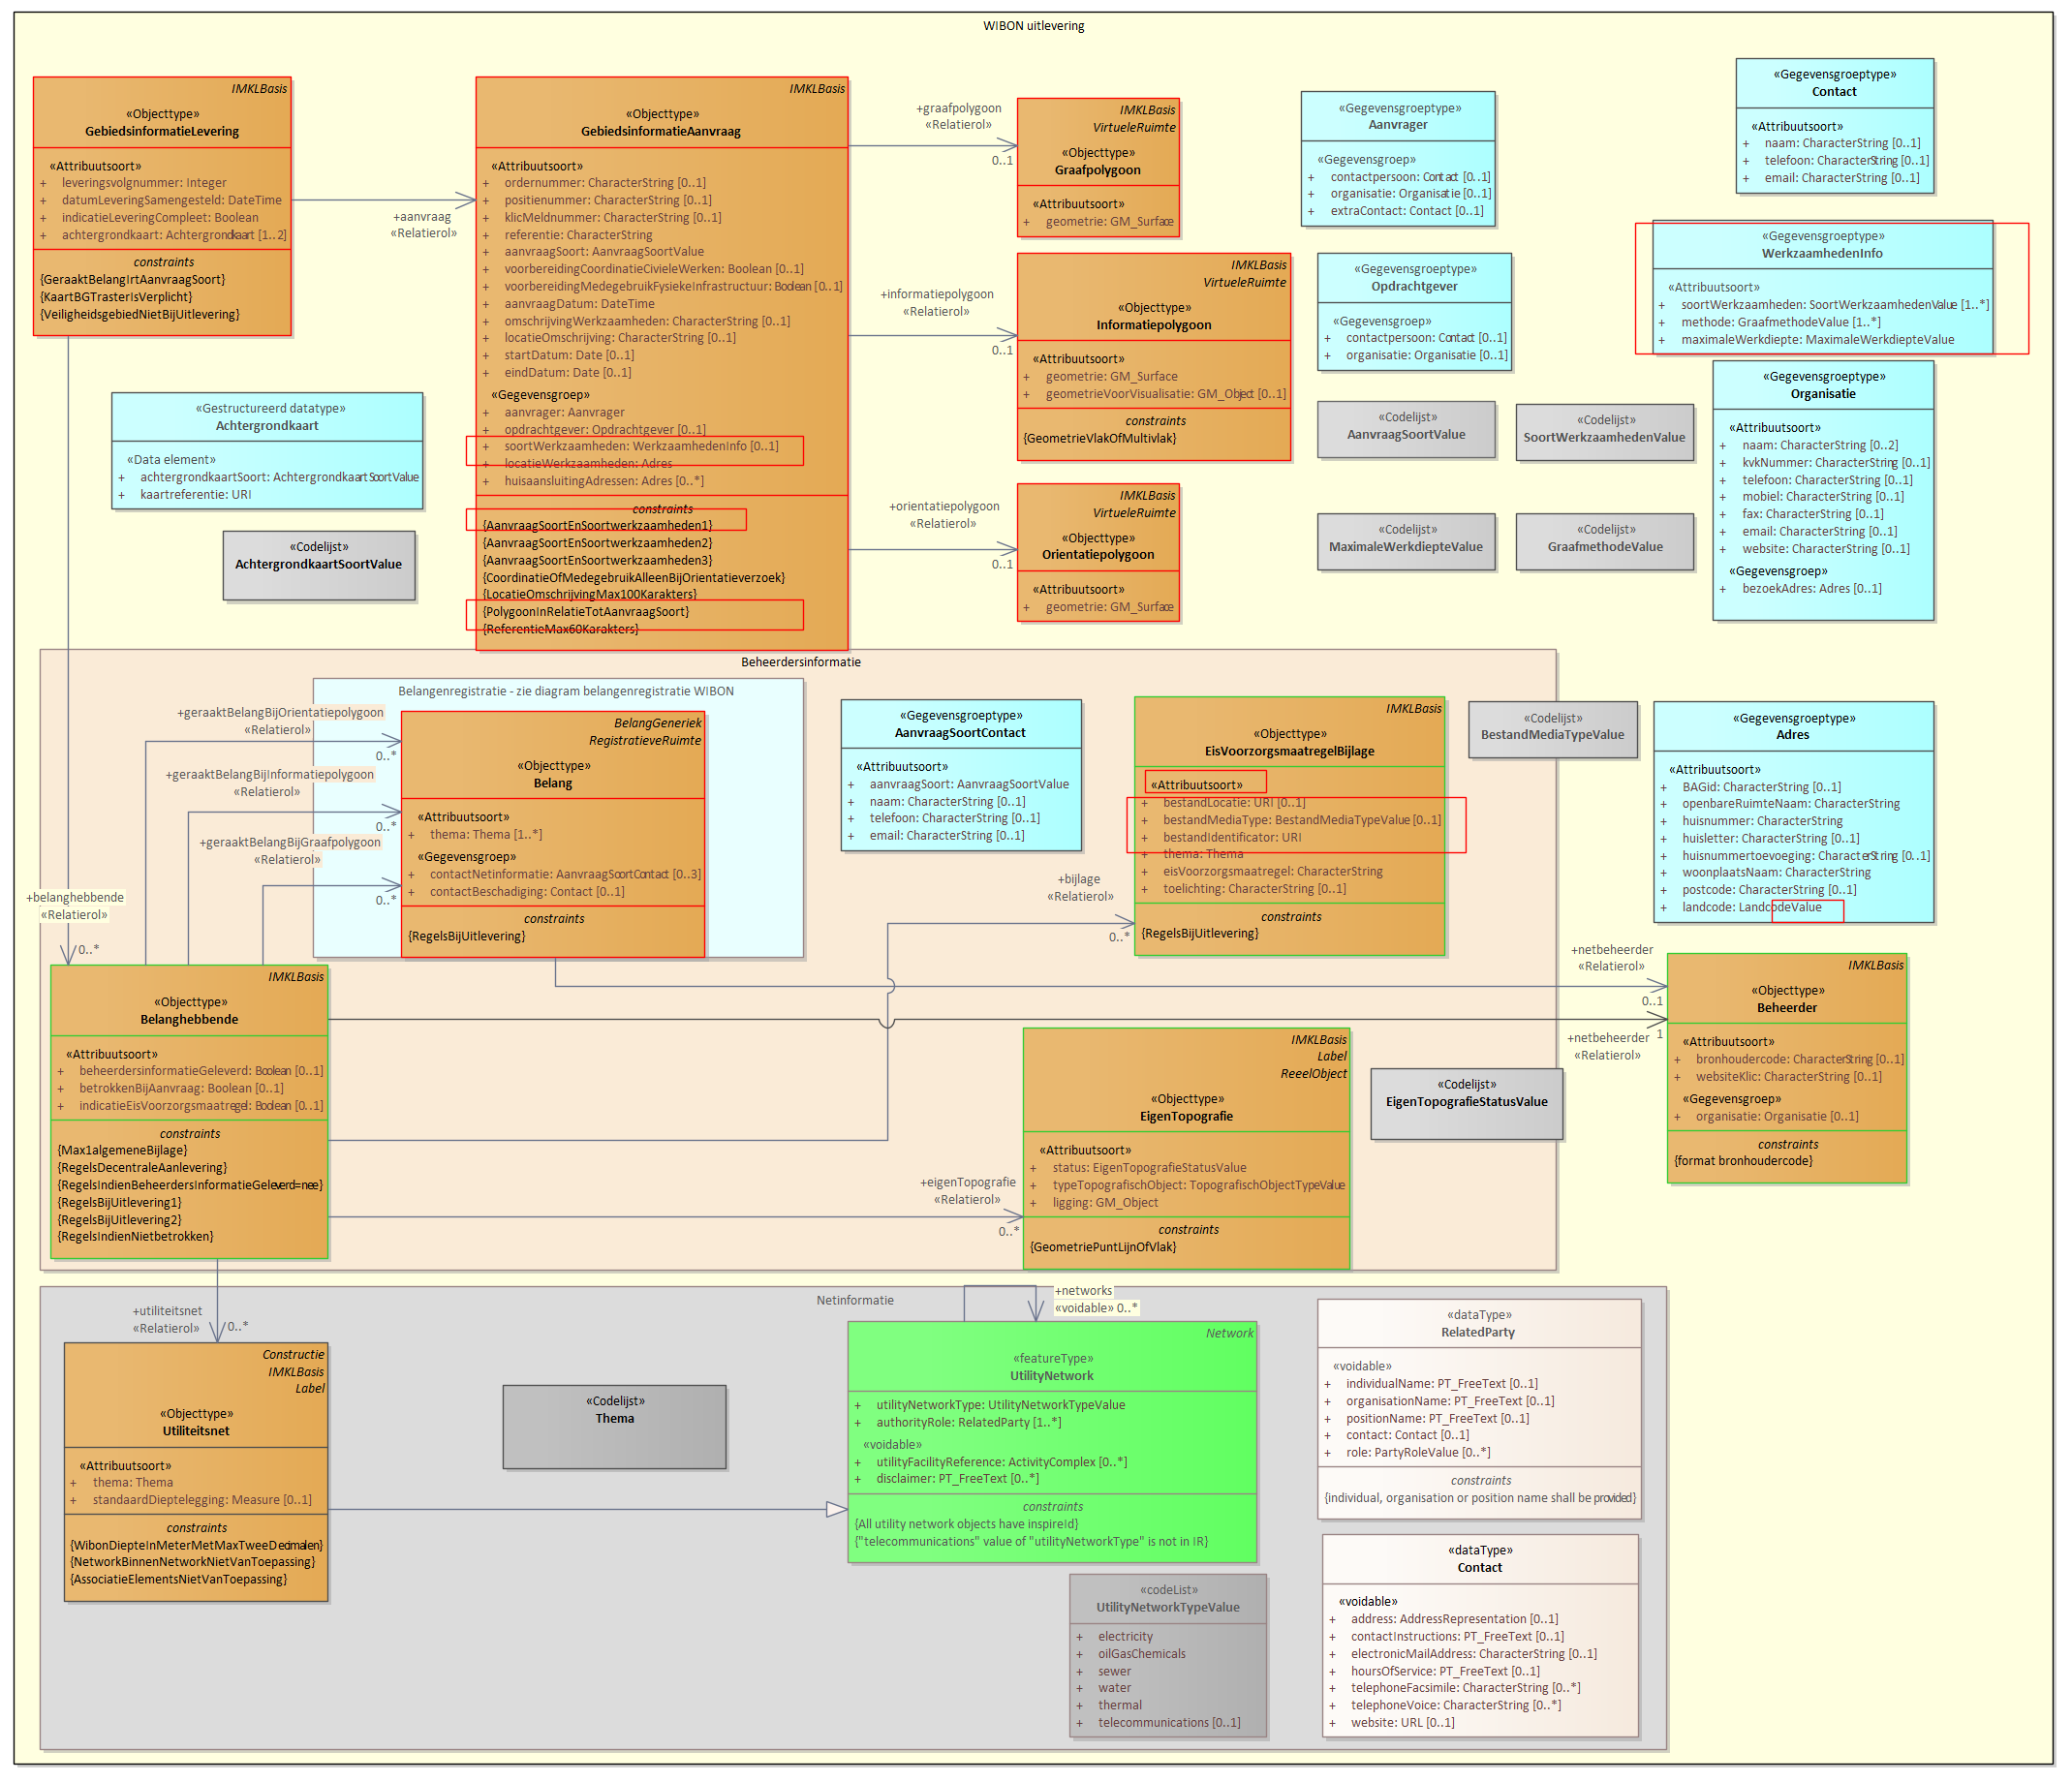 WIBON uitlevering
IMKLBasis
«Objecttype»
GebiedsinformatieLevering
«Attribuutsoort»
+ leveringsvolgnummer: Integer
+ datumLeveringSamengesteld: DateTime
+ indicatieLeveringCompleet: Boolean
+ achtergrondkaart: Achtergrondkaart [1..2]
constraints
{GeraaktBelangIrtAanvraagSoort}
{KaartBGTrasterIsVerplicht}
{VeiligheidsgebiedNietBijUitlevering}
+aanvraag
«Relatierol»
IMKLBasis
«Objecttype»
GebiedsinformatieAanvraag
«Attribuutsoort»
+ ordernummer: CharacterString [0..1]
+ positienummer: CharacterString [0..1]
+ klicMeldnummer: CharacterString [0..1]
+ referentie: CharacterString
+ aanvraagSoort: AanvraagSoortValue
+ voorbereidingCoordinatieCivieleWerken: Boolean [0..1]
+ voorbereidingMedegebruikFysiekeInfrastructuur: Boolean [0..1]
+ aanvraagDatum: DateTime
+ omschrijvingWerkzaamheden: CharacterString [0..1]
+ locatieOmschrijving: CharacterString [0..1]
+ startDatum: Date [0..1]
+ eindDatum: Date [0..1]
«Gegevensgroep»
+ aanvrager: Aanvrager
+ opdrachtgever: Opdrachtgever [0..1]
+ soortWerkzaamheden: WerkzaamhedenInfo [0..1]
+ locatieWerkzaamheden: Adres
+ huisaansluitingAdressen: Adres [0..*]
constraints
{AanvraagSoortEnSoortwerkzaamheden1}
{AanvraagSoortEnSoortwerkzaamheden2}
{AanvraagSoortEnSoortwerkzaamheden3}
{CoordinatieOfMedegebruikAlleenBijOrientatieverzoek}
{LocatieOmschrijvingMax100Karakters}
{PolygoonInRelatieTotAanvraagSoort}
{ReferentieMax60Karakters}
+graafpolygoon
«Relatierol»
0..1
IMKLBasis
VirtueleRuimte
«Objecttype»
Graafpolygoon
«Attribuutsoort»
+ geometrie: GM_Surface
+informatiepolygoon
«Relatierol»
0..1
IMKLBasis
VirtueleRuimte
«Objecttype»
Informatiepolygoon
«Attribuutsoort»
+ geometrie: GM_Surface
+ geometrieVoorVisualisatie: GM_Object [0..1]
constraints
{GeometrieVlakOfMultivlak}
+orientatiepolygoon
«Relatierol»
0..1
IMKLBasis
VirtueleRuimte
«Objecttype»
Orientatiepolygoon
«Attribuutsoort»
+ geometrie: GM_Surface
«Gegevensgroeptype»
Aanvrager
«Gegevensgroep»
+ contactpersoon: Contact [0..1]
+ organisatie: Organisatie [0..1]
+ extraContact: Contact [0..1]
«Gegevensgroeptype»
Opdrachtgever
«Gegevensgroep»
+ contactpersoon: Contact [0..1]
+ organisatie: Organisatie [0..1]
«Gegevensgroeptype»
Contact
«Attribuutsoort»
+ naam: CharacterString [0..1]
+ telefoon: CharacterString [0..1]
+ email: CharacterString [0..1]
«Gegevensgroeptype»
WerkzaamhedenInfo
«Attribuutsoort»
+ soortWerkzaamheden: SoortWerkzaamhedenValue [1..*]
+ methode: GraafmethodeValue [1..*]
+ maximaleWerkdiepte: MaximaleWerkdiepteValue
«Codelijst»
AanvraagSoortValue
«Codelijst»
SoortWerkzaamhedenValue
«Codelijst»
MaximaleWerkdiepteValue
«Codelijst»
GraafmethodeValue
«Gegevensgroeptype»
Organisatie
«Attribuutsoort»
+ naam: CharacterString [0..2]
+ kvkNummer: CharacterString [0..1]
+ telefoon: CharacterString [0..1]
+ mobiel: CharacterString [0..1]
+ fax: CharacterString [0..1]
+ email: CharacterString [0..1]
+ website: CharacterString [0..1]
«Gegevensgroep»
+ bezoekAdres: Adres [0..1]
«Gestructureerd datatype»
Achtergrondkaart
«Data element»
+ achtergrondkaartSoort: AchtergrondkaartSoortValue
+ kaartreferentie: URI
«Codelijst»
AchtergrondkaartSoortValue
Beheerdersinformatie
Belangenregistratie - zie diagram belangenregistratie WIBON
+geraaktBelangBijOrientatiepolygoon
«Relatierol»
0..*
+geraaktBelangBijInformatiepolygoon
«Relatierol»
0..*
+geraaktBelangBijGraafpolygoon
«Relatierol»
0..*
BelangGeneriek
RegistratieveRuimte
«Objecttype»
Belang
«Attribuutsoort»
+ thema: Thema [1..*]
«Gegevensgroep»
+ contactNetinformatie: AanvraagSoortContact [0..3]
+ contactBeschadiging: Contact [0..1]
constraints
{RegelsBijUitlevering}
«Gegevensgroeptype»
AanvraagSoortContact
«Attribuutsoort»
+ aanvraagSoort: AanvraagSoortValue
+ naam: CharacterString [0..1]
+ telefoon: CharacterString [0..1]
+ email: CharacterString [0..1]
IMKLBasis
«Objecttype»
EisVoorzorgsmaatregelBijlage
«Attribuutsoort»
+ bestandLocatie: URI [0..1]
+ bestandMediaType: BestandMediaTypeValue [0..1]
+ bestandIdentificator: URI
+ thema: Thema
+ eisVoorzorgsmaatregel: CharacterString
+ toelichting: CharacterString [0..1]
constraints
{RegelsBijUitlevering}
«Codelijst»
BestandMediaTypeValue
«Gegevensgroeptype»
Adres
«Attribuutsoort»
+ BAGid: CharacterString [0..1]
+ openbareRuimteNaam: CharacterString
+ huisnummer: CharacterString
+ huisletter: CharacterString [0..1]
+ huisnummertoevoeging: CharacterString [0..1]
+ woonplaatsNaam: CharacterString
+ postcode: CharacterString [0..1]
+ landcode: LandcodeValue
+bijlage
«Relatierol»
0..*
+belanghebbende
«Relatierol»
0..*
IMKLBasis
«Objecttype»
Belanghebbende
«Attribuutsoort»
+ beheerdersinformatieGeleverd: Boolean [0..1]
+ betrokkenBijAanvraag: Boolean [0..1]
+ indicatieEisVoorzorgsmaatregel: Boolean [0..1]
constraints
{Max1algemeneBijlage}
{RegelsDecentraleAanlevering}
{RegelsIndienBeheerdersInformatieGeleverd=nee}
{RegelsBijUitlevering1}
{RegelsBijUitlevering2}
{RegelsIndienNietbetrokken}
+netbeheerder
«Relatierol»
0..1
+netbeheerder
1
«Relatierol»
IMKLBasis
«Objecttype»
Beheerder
«Attribuutsoort»
+ bronhoudercode: CharacterString [0..1]
+ websiteKlic: CharacterString [0..1]
«Gegevensgroep»
+ organisatie: Organisatie [0..1]
constraints
{format bronhoudercode}
+eigenTopografie
«Relatierol»
0..*
IMKLBasis
Label
ReeelObject
«Objecttype»
EigenTopografie
«Attribuutsoort»
+ status: EigenTopografieStatusValue
+ typeTopografischObject: TopografischObjectTypeValue
+ ligging: GM_Object
constraints
{GeometriePuntLijnOfVlak}
«Codelijst»
EigenTopografieStatusValue
Netinformatie
+utiliteitsnet
«Relatierol»
0..*
Constructie
IMKLBasis
Label
«Objecttype»
Utiliteitsnet
«Attribuutsoort»
+ thema: Thema
+ standaardDieptelegging: Measure [0..1]
constraints
{WibonDiepteInMeterMetMaxTweeDecimalen}
{NetworkBinnenNetworkNietVanToepassing}
{AssociatieElementsNietVanToepassing}
«Codelijst»
Thema
+networks
«voidable» 0..*
Network
«featureType»
UtilityNetwork
+ utilityNetworkType: UtilityNetworkTypeValue
+ authorityRole: RelatedParty [1..*]
«voidable»
+ utilityFacilityReference: ActivityComplex [0..*]
+ disclaimer: PT_FreeText [0..*]
constraints
{All utility network objects have inspireId}
{"telecommunications" value of "utilityNetworkType" is not in IR}
«codeList»
UtilityNetworkTypeValue
+ electricity
+ oilGasChemicals
+ sewer
+ water
+ thermal
+ telecommunications [0..1]
«dataType»
RelatedParty
«voidable»
+ individualName: PT_FreeText [0..1]
+ organisationName: PT_FreeText [0..1]
+ positionName: PT_FreeText [0..1]
+ contact: Contact [0..1]
+ role: PartyRoleValue [0..*]
constraints
{individual, organisation or position name shall be provided}
«dataType»
Contact
«voidable»
+ address: AddressRepresentation [0..1]
+ contactInstructions: PT_FreeText [0..1]
+ electronicMailAddress: CharacterString [0..1]
+ hoursOfService: PT_FreeText [0..1]
+ telephoneFacsimile: CharacterString [0..*]
+ telephoneVoice: CharacterString [0..*]
+ website: URL [0..1]